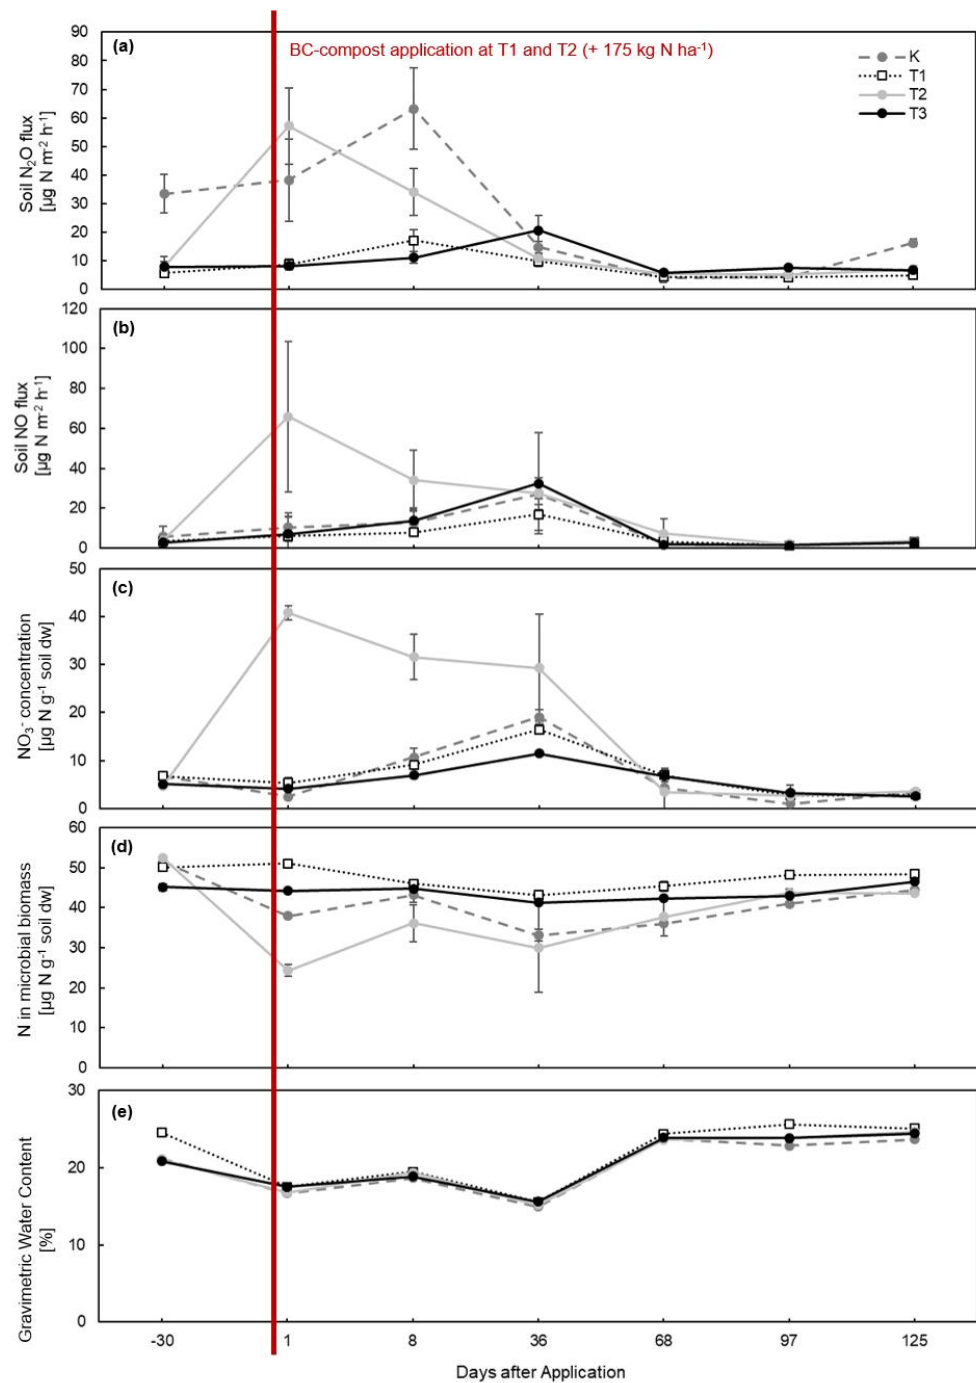 (a)
BC-compost application at T1 and T2 (+ 175 kg N ha⁻¹)
K
T1
T2
T3
90
80
70
60
50
40
30
20
10
0
Soil N₂O flux
[µg N m⁻² h⁻¹]
(b)
120
100
80
60
40
20
0
Soil NO flux
[µg N m⁻² h⁻¹]
(c)
50
40
30
20
10
0
NO₃⁻ concentration
[µg N g⁻¹ soil dw]
(d)
60
50
40
30
20
10
0
N in microbial biomass
[µg N g⁻¹ soil dw]
(e)
30
20
10
0
Gravimetric Water Content
[%]
-30 1 8 36 68 97 125
Days after Application